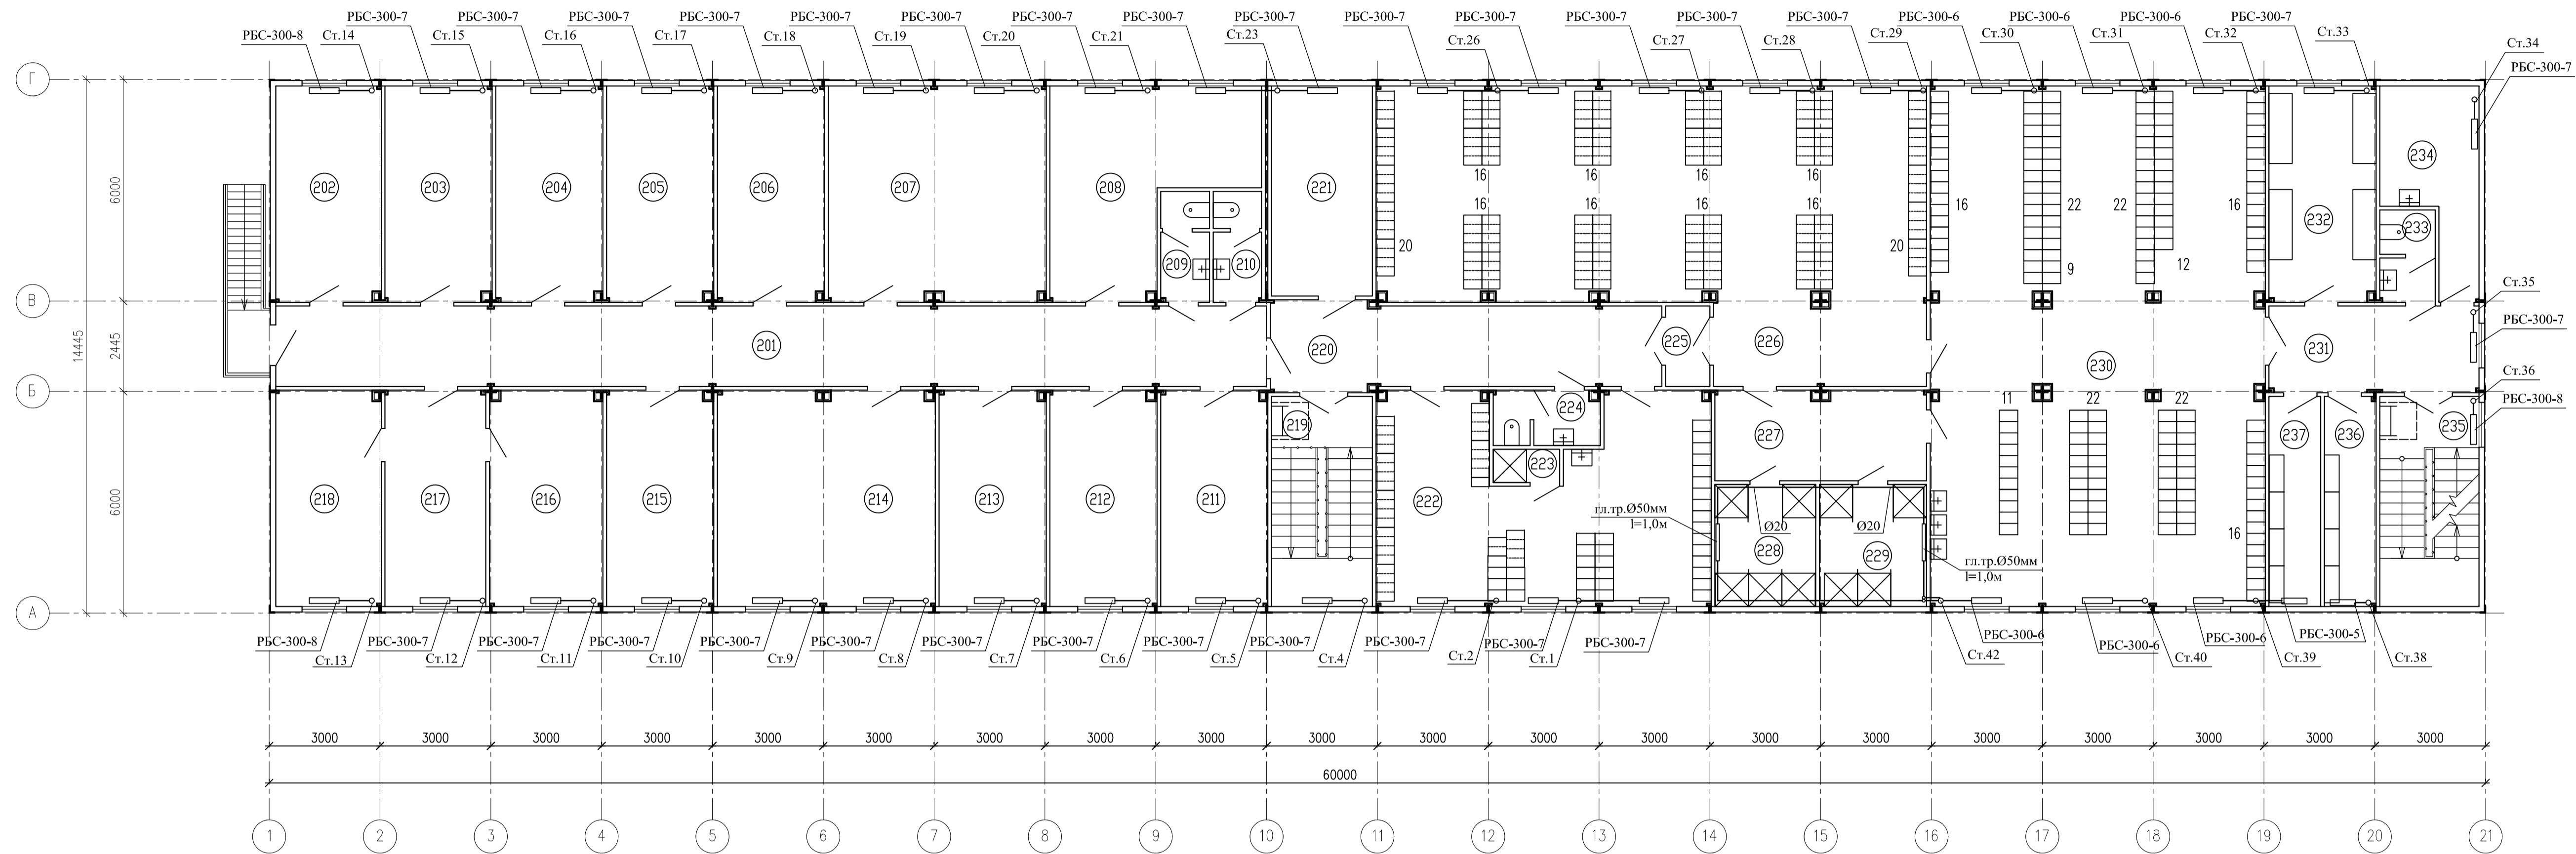 РБС-300-7 РБС-300-7 РБС-300-7 РБС-300-7 РБС-300-7 РБС-300-7 РБС-300-7 РБС-300-7 РБС-300-7 РБС-300-7 РБС-300-7 РБС-300-7 РБС-300-7 РБС-300-7 РБС-300-6 РБС-300-6 РБС-300-6 РБС-300-7
РБС-300-8 Ст.14 Ст.15 Ст.16 Ст.17 Ст.18 Ст.19 Ст.20 Ст.21 Ст.23 Ст.26 Ст.27 Ст.28 Ст.29 Ст.30 Ст.31 Ст.32 Ст.33 Ст.34
РБС-300-7
Г
234
16 16 16 16
202 203 204 205 206 207 208 221 232
6000
16 16 16 16 16 22 22 16
233
20 20
209 210
9 12
Ст.35
В
РБС-300-7
14445 2445
201 220 225 226 230 231
Ст.36
Б
РБС-300-8
11 22 22
224
219 227 237 236 235
223
218 217 216 215 214 213 212 211 222
6000
гл.тр.Ø50мм
l=1,0м
Ø20 Ø20
16
228 229
гл.тр.Ø50мм
l=1,0м
А
РБС-300-8 РБС-300-7 РБС-300-7 РБС-300-7 РБС-300-7 РБС-300-7 РБС-300-7 РБС-300-7 РБС-300-7 РБС-300-7 РБС-300-7 РБС-300-7 РБС-300-7 РБС-300-6 РБС-300-6 РБС-300-6 РБС-300-5
Ст.13 Ст.12 Ст.11 Ст.10 Ст.9 Ст.8 Ст.7 Ст.6 Ст.5 Ст.4 Ст.2 Ст.1 Ст.42 Ст.40 Ст.39 Ст.38
3000 3000 3000 3000 3000 3000 3000 3000 3000 3000 3000 3000 3000 3000 3000 3000 3000 3000 3000 3000
60000
1 2 3 4 5 6 7 8 9 10 11 12 13 14 15 16 17 18 19 20 21